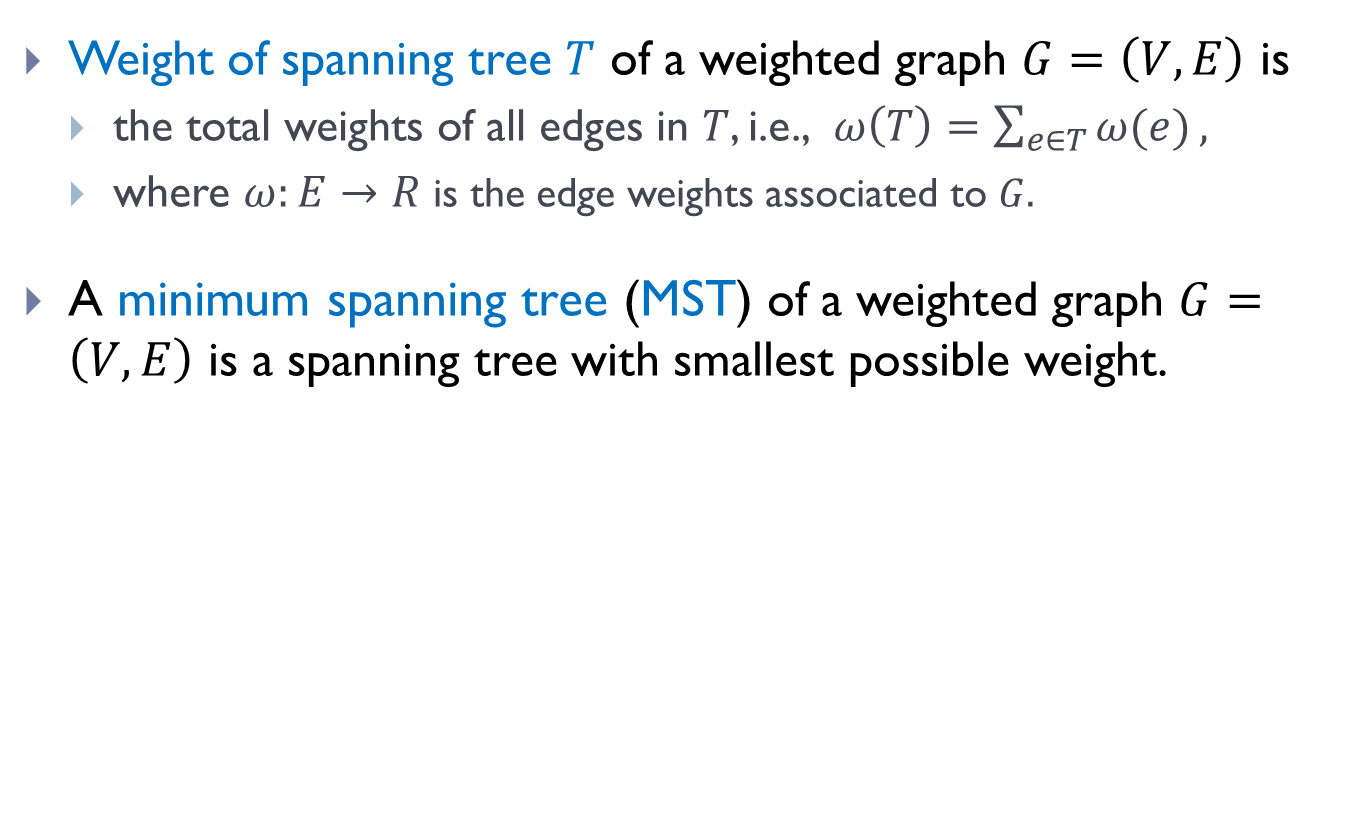 Weight of spanning tree T of a weighted graph G = (V, E) is
the total weights of all edges in T, i.e., ω(T) = ∑e∈T ω(e) ,
where ω: E → R is the edge weights associated to G.
A minimum spanning tree (MST) of a weighted graph G =
(V, E) is a spanning tree with smallest possible weight.